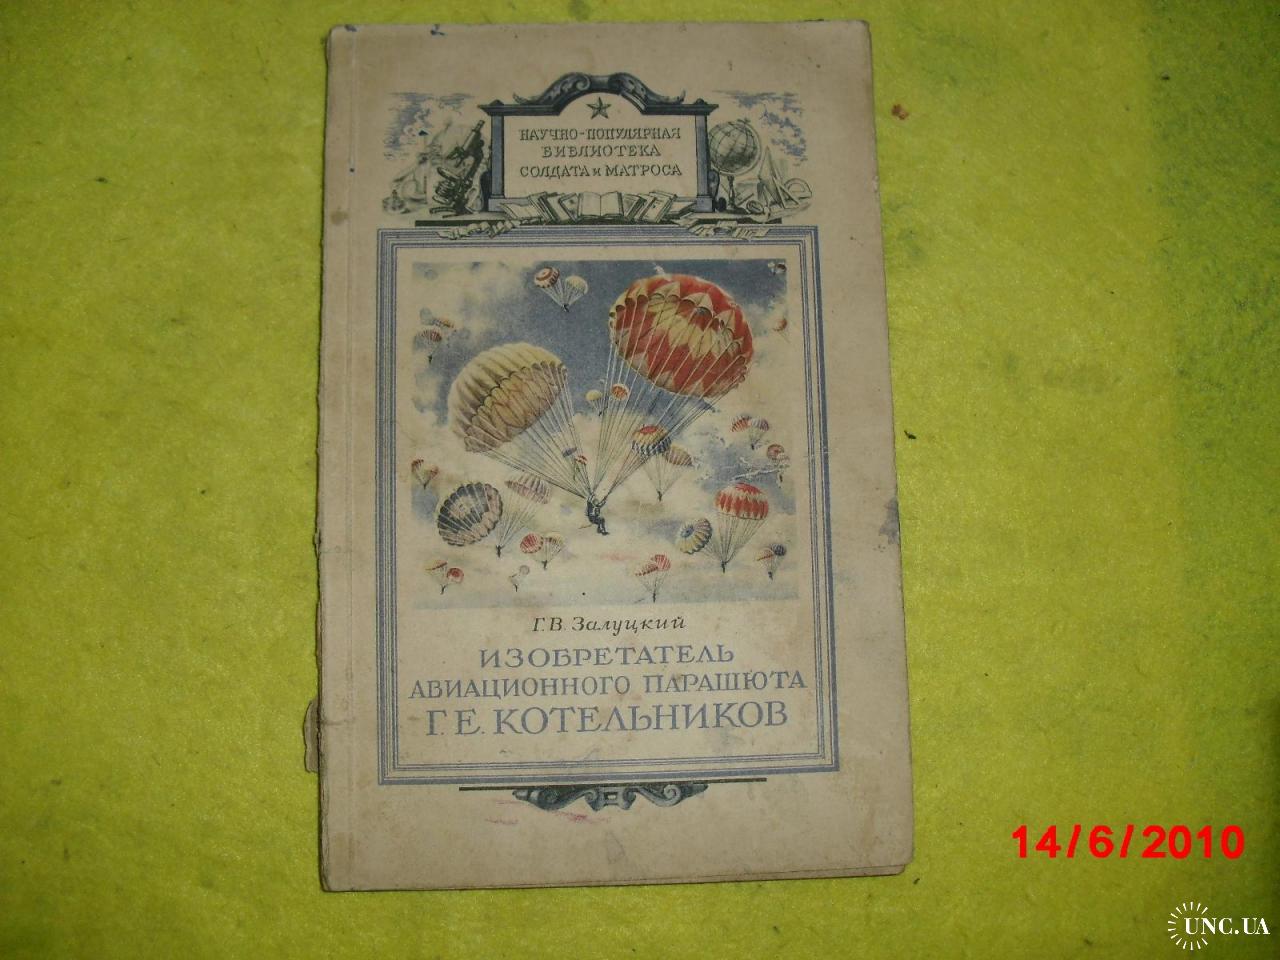 НАУЧНО-ПОПУЛЯРНАЯ
БИБЛИОТЕКА
СОЛДАТА и МАТРОСА
Г. В. Залуцкий
ИЗОБРЕТАТЕЛЬ
АВИАЦИОННОГО ПАРАШЮТА
Г. Е. КОТЕЛЬНИКОВ
14/6/2010
UNC.UA